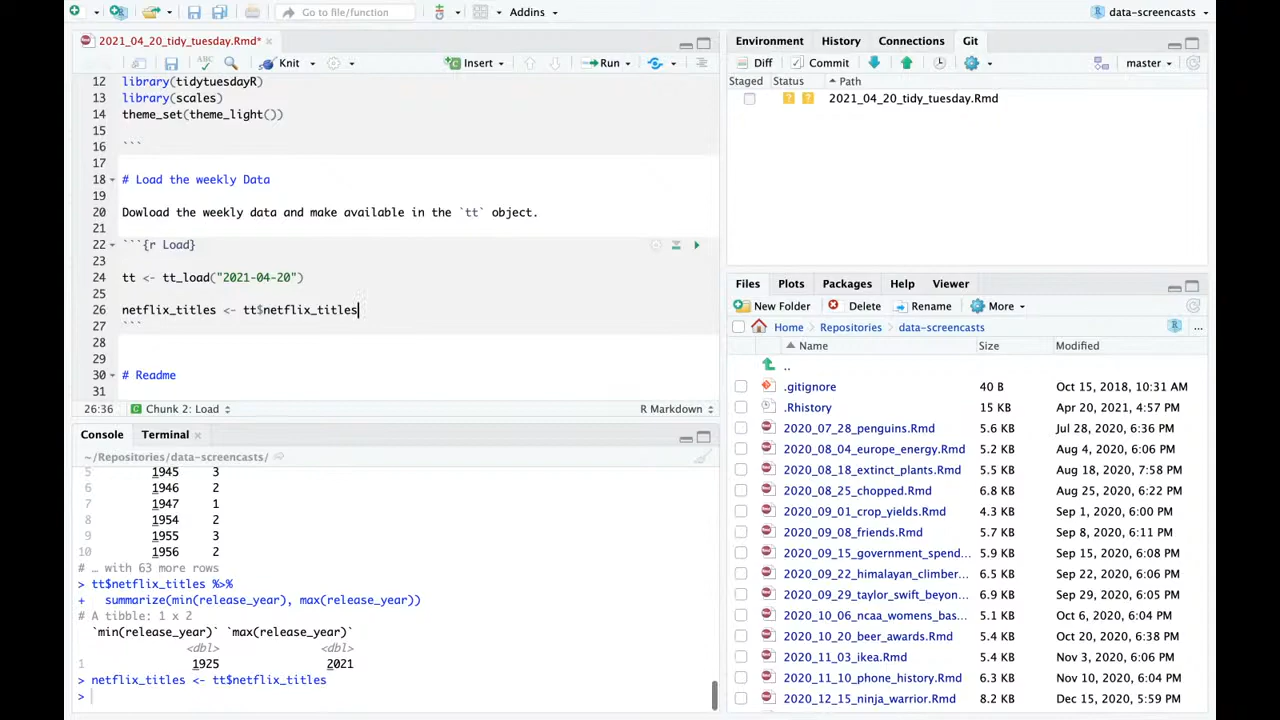 Go to file/function
Addins
data-screencasts
2021_04_20_tidy_tuesday.Rmd*
ABC
Knit
Insert
Run
12 library(tidytuesdayR)
13 library(scales)
14 theme_set(theme_light())
15
16 ```
17
18 # Load the weekly Data
19
20 Dowload the weekly data and make available in the `tt` object.
21
22 ```{r Load}
23
24 tt <- tt_load("2021-04-20")
25
26 netflix_titles <- tt$netflix_titles
27 ```
28
29
30 # Readme
31
26:36 Chunk 2: Load R Markdown
Console Terminal
~/Repositories/data-screencasts/
5 1945 3
6 1946 2
7 1947 1
8 1954 2
9 1955 3
10 1956 2
# … with 63 more rows
> tt$netflix_titles %>%
+ summarize(min(release_year), max(release_year))
# A tibble: 1 x 2
`min(release_year)` `max(release_year)`
<dbl> <dbl>
1 1925 2021
> netflix_titles <- tt$netflix_titles
>
Environment History Connections Git
Diff Commit master
Staged Status Path
? ? 2021_04_20_tidy_tuesday.Rmd
Files Plots Packages Help Viewer
New Folder Delete Rename More
Home Repositories data-screencasts ...
Name Size Modified
..
.gitignore 40 B Oct 15, 2018, 10:31 AM
.Rhistory 15 KB Apr 20, 2021, 4:57 PM
2020_07_28_penguins.Rmd 5.6 KB Jul 28, 2020, 6:36 PM
2020_08_04_europe_energy.Rmd 5.2 KB Aug 4, 2020, 6:06 PM
2020_08_18_extinct_plants.Rmd 5.5 KB Aug 18, 2020, 7:58 PM
2020_08_25_chopped.Rmd 6.8 KB Aug 25, 2020, 6:22 PM
2020_09_01_crop_yields.Rmd 4.3 KB Sep 1, 2020, 6:00 PM
2020_09_08_friends.Rmd 5.7 KB Sep 8, 2020, 6:11 PM
2020_09_15_government_spend... 5.9 KB Sep 15, 2020, 6:08 PM
2020_09_22_himalayan_climber... 6.5 KB Sep 22, 2020, 6:06 PM
2020_09_29_taylor_swift_beyon... 6.9 KB Sep 29, 2020, 6:05 PM
2020_10_06_ncaa_womens_bas... 5.1 KB Oct 6, 2020, 6:04 PM
2020_10_20_beer_awards.Rmd 5.4 KB Oct 20, 2020, 6:38 PM
2020_11_03_ikea.Rmd 5.4 KB Nov 3, 2020, 6:06 PM
2020_11_10_phone_history.Rmd 6.3 KB Nov 10, 2020, 6:04 PM
2020_12_15_ninja_warrior.Rmd 8.2 KB Dec 15, 2020, 5:59 PM